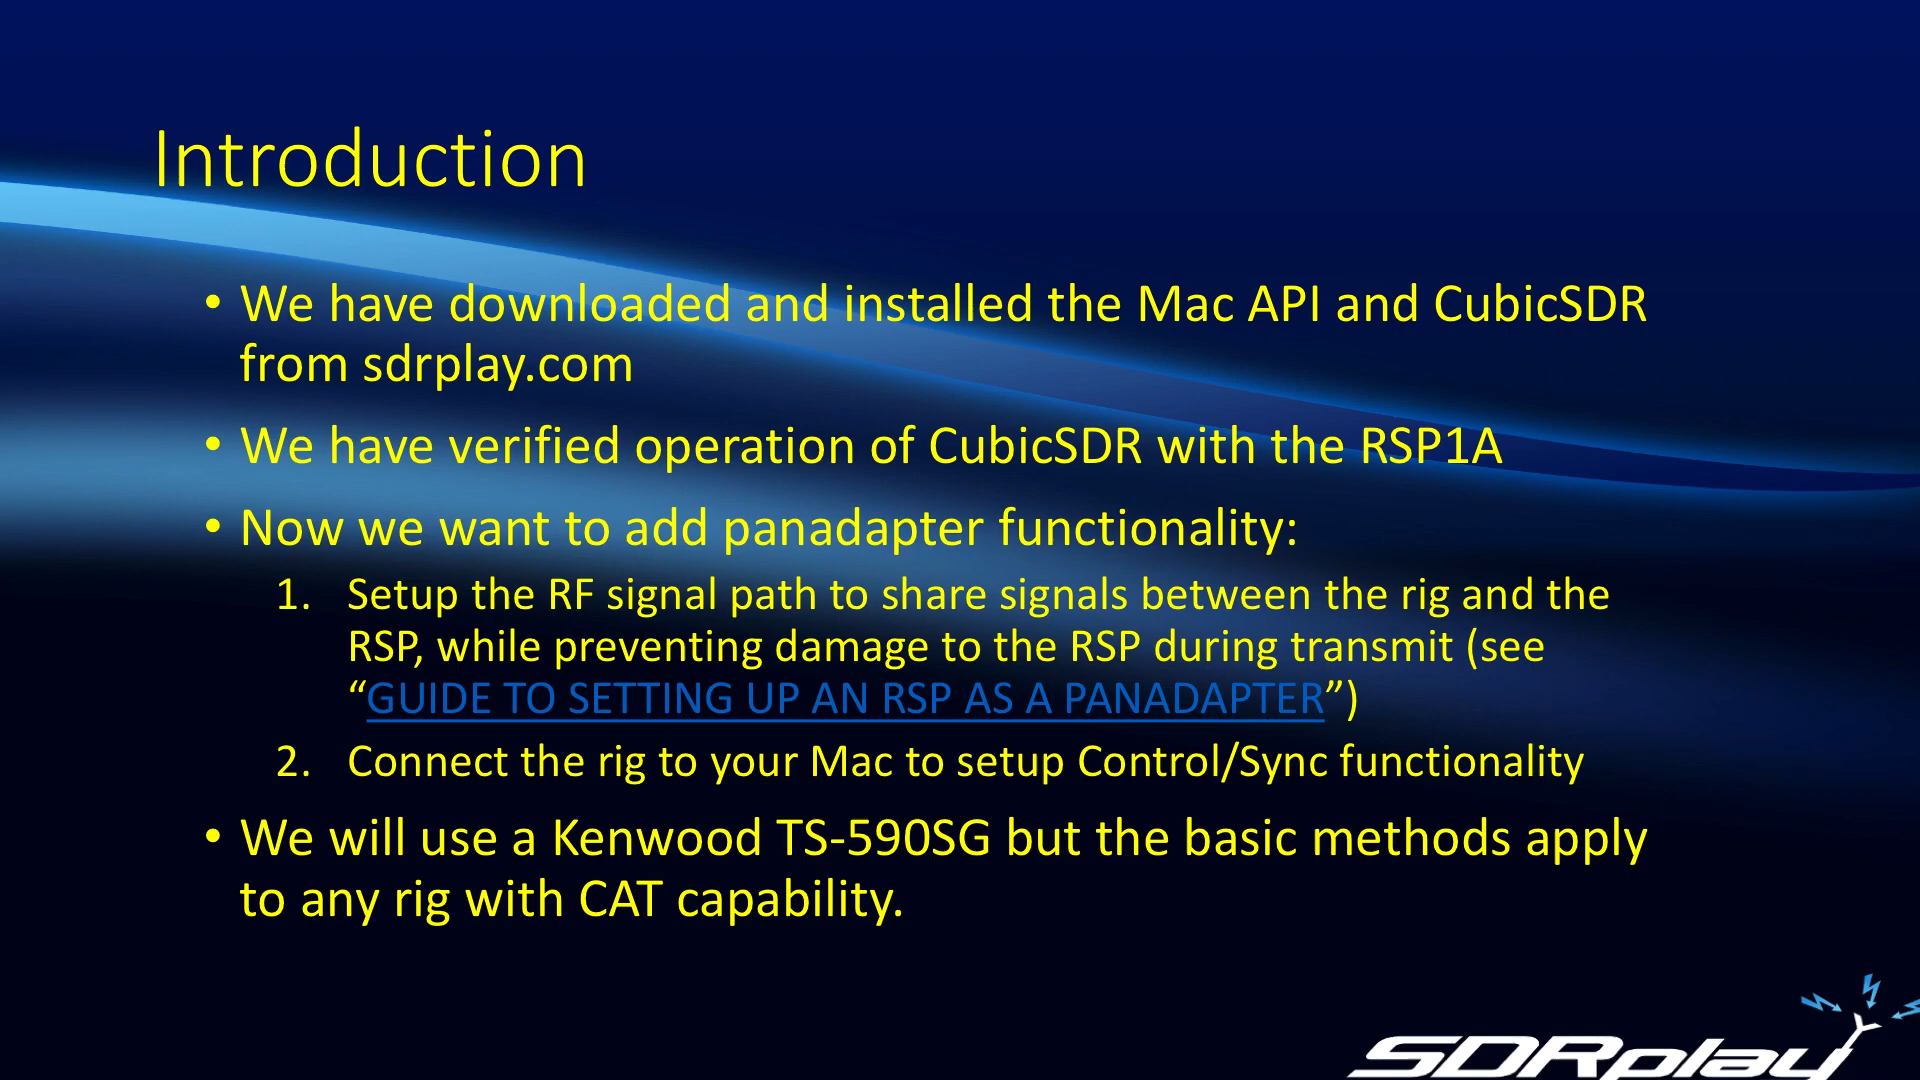 Introduction
• We have downloaded and installed the Mac API and CubicSDR
from sdrplay.com
• We have verified operation of CubicSDR with the RSP1A
• Now we want to add panadapter functionality:
1. Setup the RF signal path to share signals between the rig and the
RSP, while preventing damage to the RSP during transmit (see
“GUIDE TO SETTING UP AN RSP AS A PANADAPTER”)
2. Connect the rig to your Mac to setup Control/Sync functionality
• We will use a Kenwood TS-590SG but the basic methods apply
to any rig with CAT capability.
SDRplay